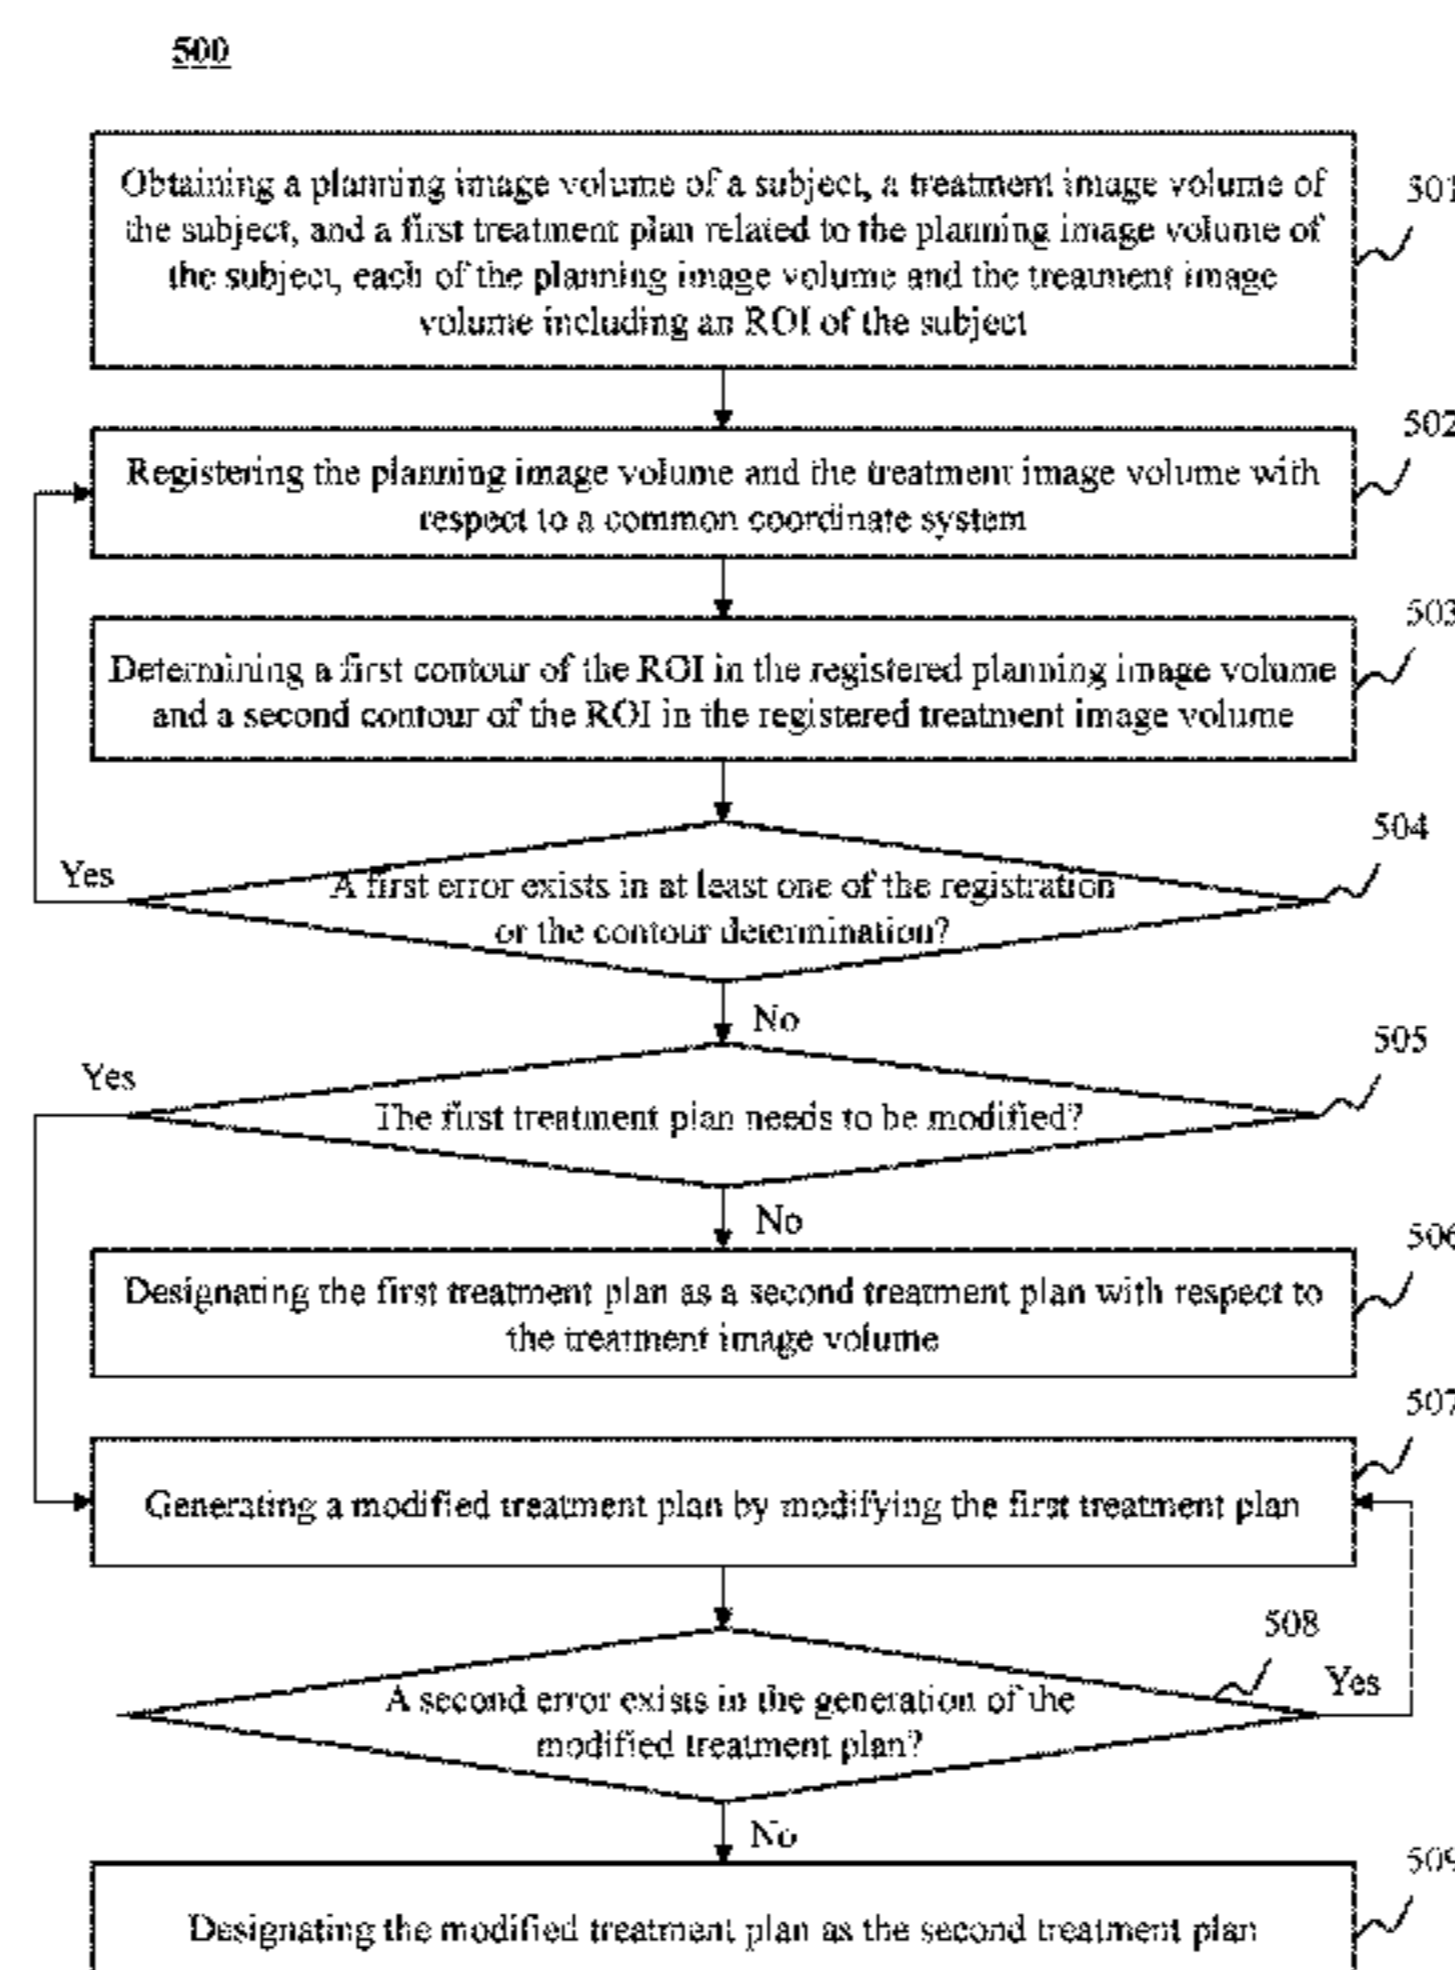 500
Obtaining a planning image volume of a subject, a treatment image volume of
the subject, and a first treatment plan related to the planning image volume of
the subject, each of the planning image volume and the treatment image
volume including an ROI of the subject
501
Registering the planning image volume and the treatment image volume with
respect to a common coordinate system
502
Determining a first contour of the ROI in the registered planning image volume
and a second contour of the ROI in the registered treatment image volume
503
Yes
A first error exists in at least one of the registration
or the contour determination?
504
No
Yes
The first treatment plan needs to be modified?
505
No
Designating the first treatment plan as a second treatment plan with respect to
the treatment image volume
506
Generating a modified treatment plan by modifying the first treatment plan
507
A second error exists in the generation of the
modified treatment plan?
508
Yes
No
Designating the modified treatment plan as the second treatment plan
509